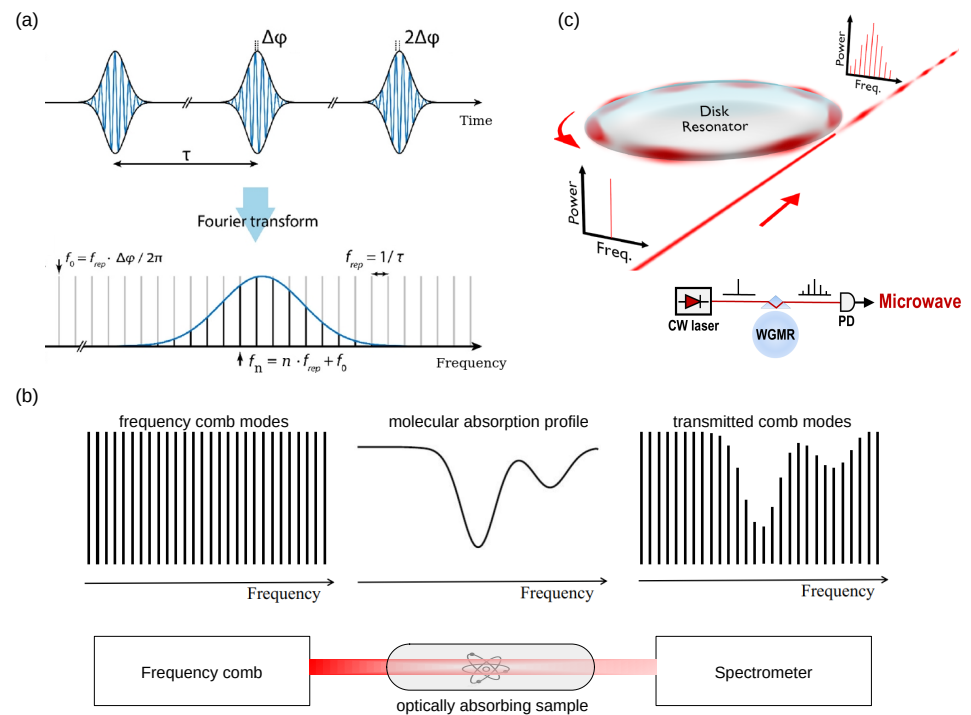 (a)
Δφ
2Δφ
Time
τ
Fourier transform
f0 = frep · Δφ / 2π
frep = 1/ τ
fn = n · frep + f0
Frequency
(c)
Power
Freq.
Disk
Resonator
Power
Freq.
CW laser
WGMR
PD
Microwave
(b)
frequency comb modes
molecular absorption profile
transmitted comb modes
Frequency
Frequency
Frequency
Frequency comb
optically absorbing sample
Spectrometer